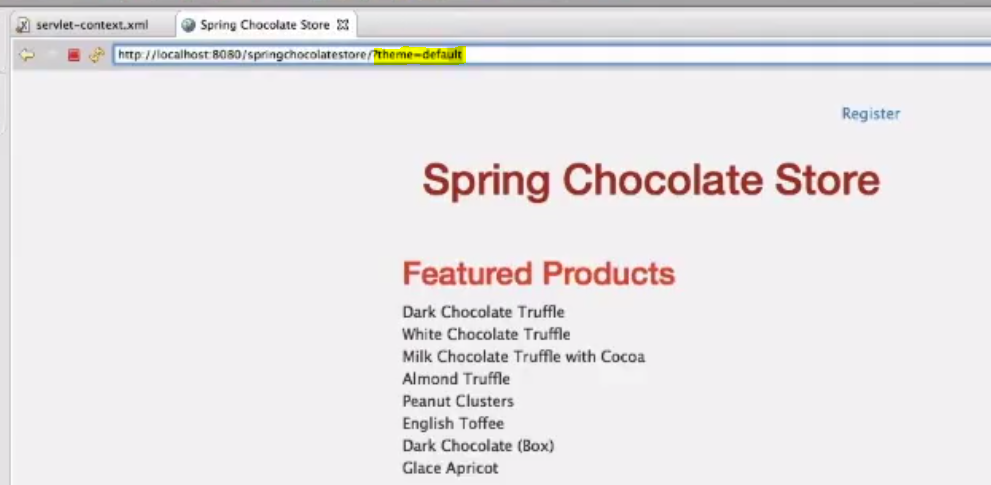 servlet-context.xml
Spring Chocolate Store
http://localhost:8080/springchocolatestore/?theme=default
Register
Spring Chocolate Store
Featured Products
Dark Chocolate Truffle
White Chocolate Truffle
Milk Chocolate Truffle with Cocoa
Almond Truffle
Peanut Clusters
English Toffee
Dark Chocolate (Box)
Glace Apricot